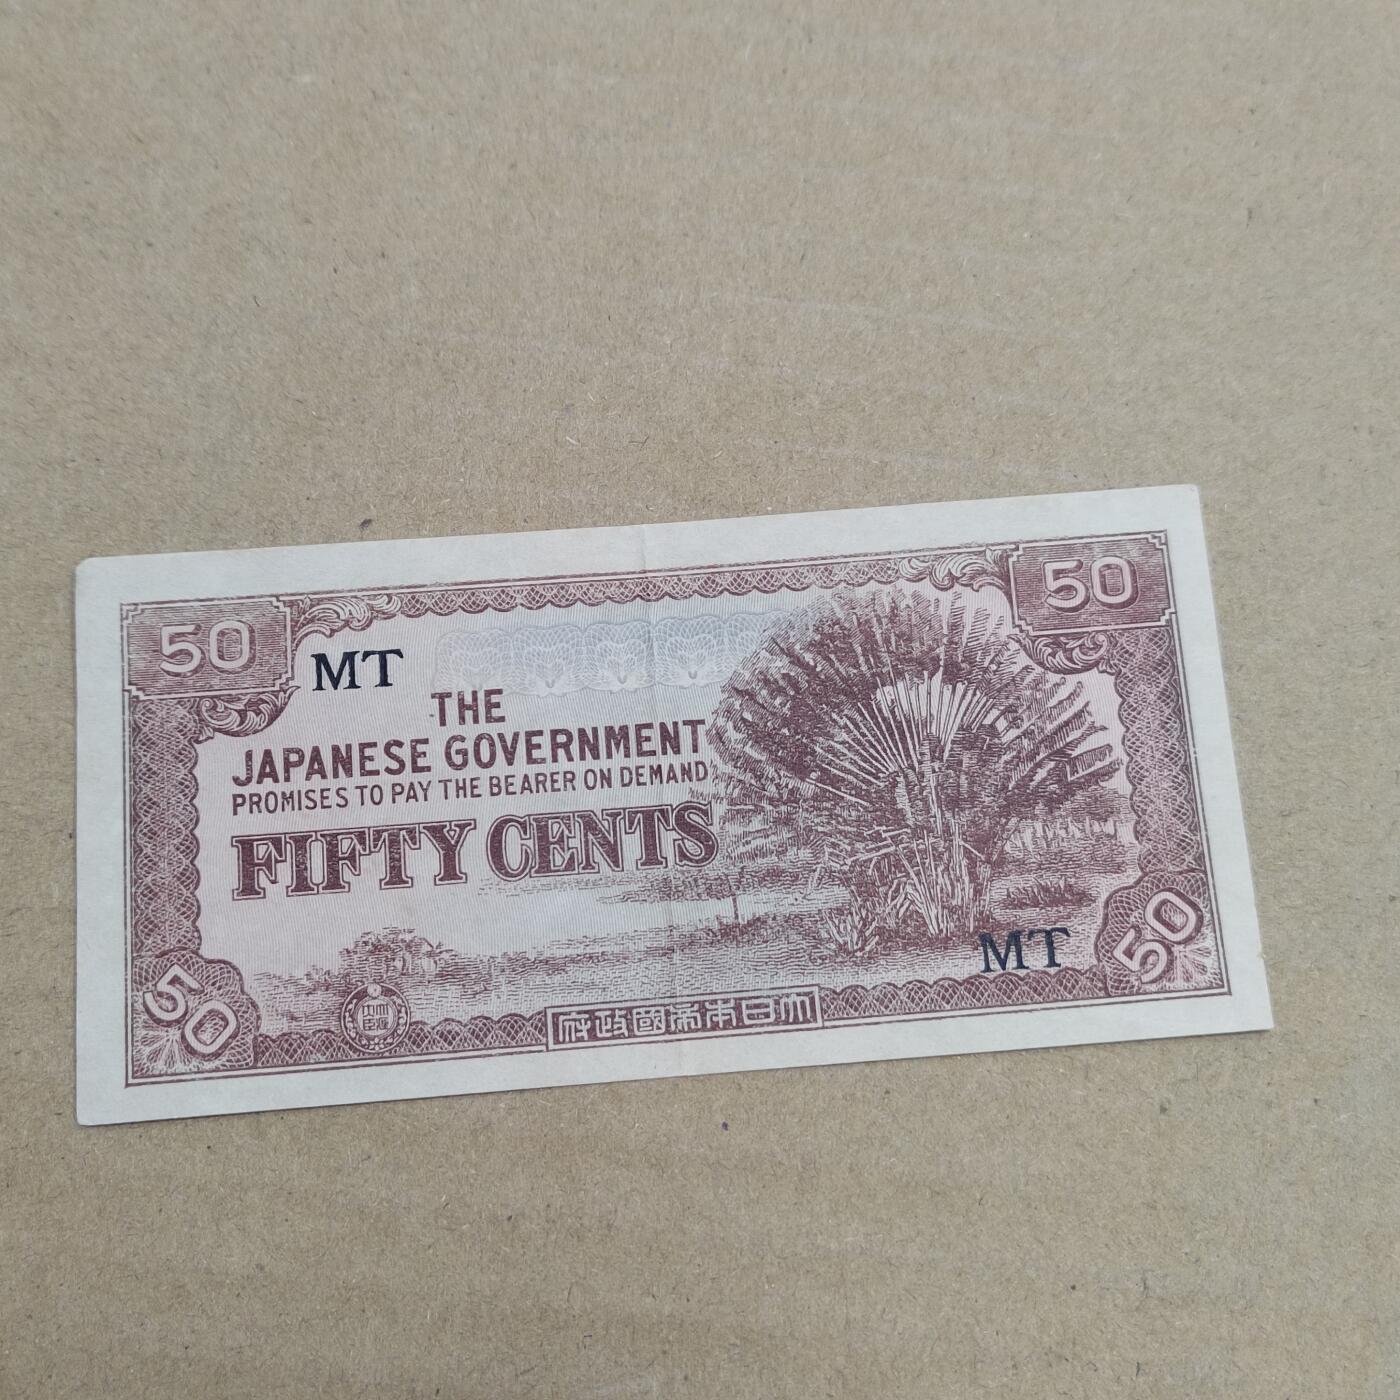 50
50
MT
THE
JAPANESE GOVERNMENT
PROMISES TO PAY THE BEARER ON DEMAND
FIFTY CENTS
MT
50
50
府政國帝本日大